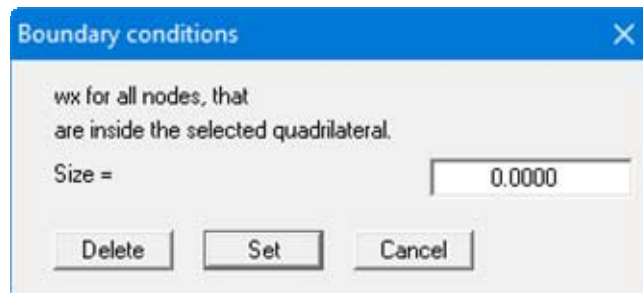 Boundary conditions
wx for all nodes, that
are inside the selected quadrilateral.
Size =
0.0000
Delete
Set
Cancel